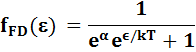 f_FD(ε) = 1 / (e^α e^ϵ/kT + 1)